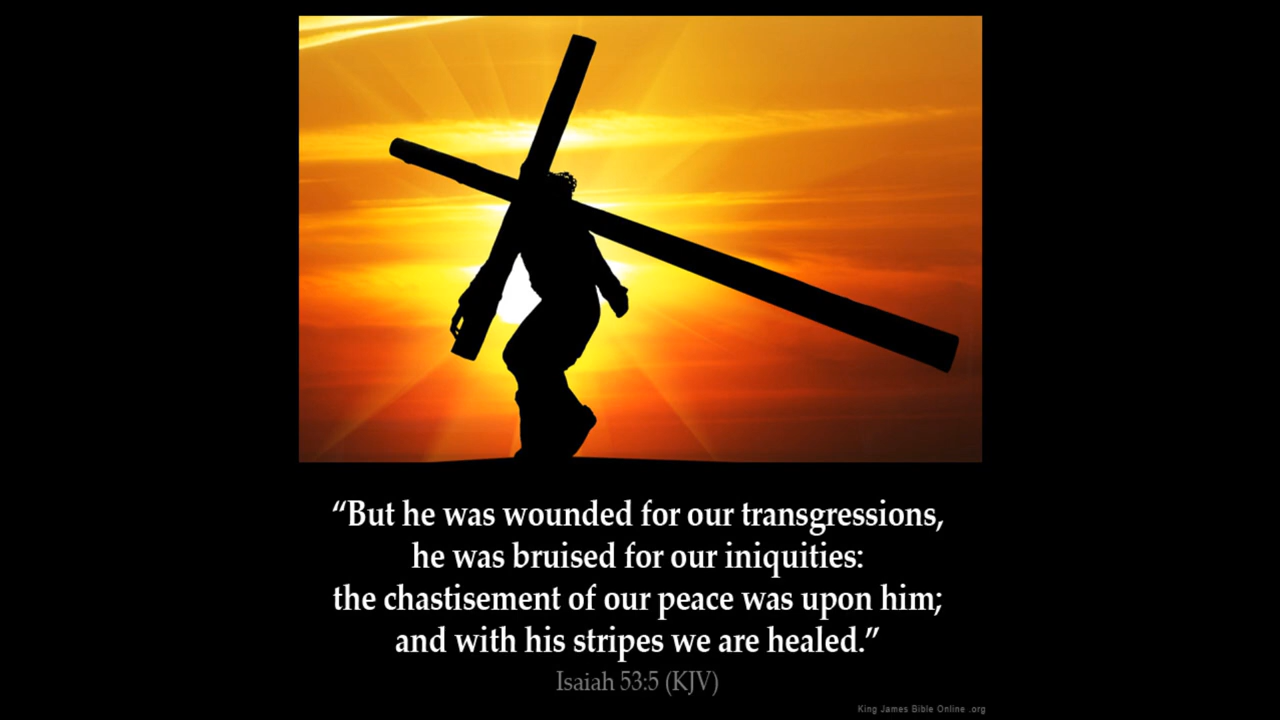 “But he was wounded for our transgressions,
he was bruised for our iniquities:
the chastisement of our peace was upon him;
and with his stripes we are healed.”
Isaiah 53:5 (KJV)
King James Bible Online .org